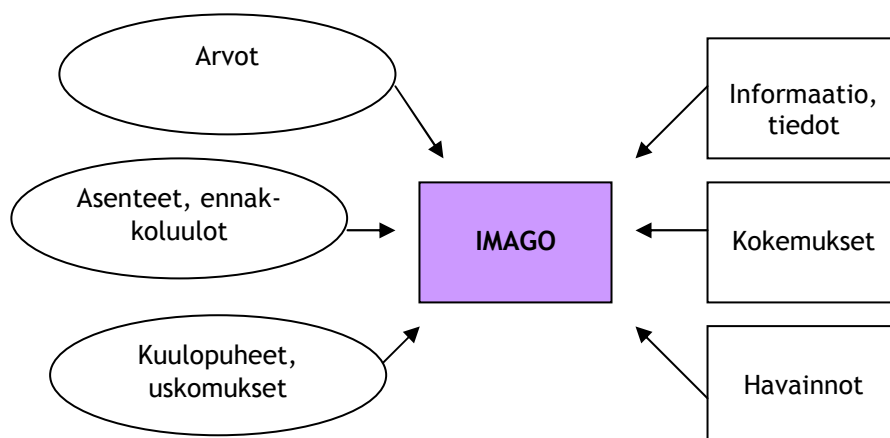 Arvot
Asenteet, ennak-
koluulot
Kuulopuheet,
uskomukset
IMAGO
Informaatio,
tiedot
Kokemukset
Havainnot